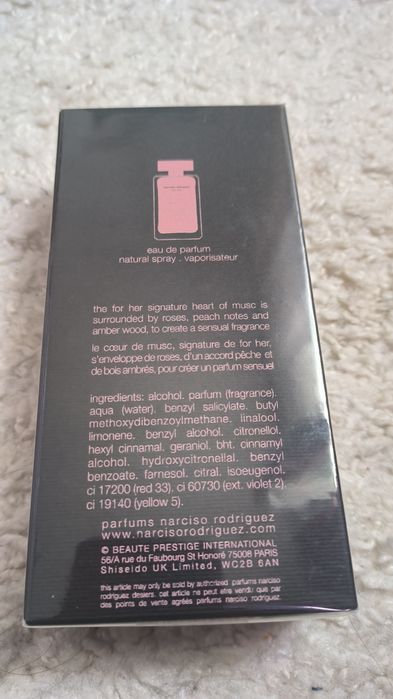 narciso rodriguez
for her
eau de parfum
natural spray . vaporisateur
the for her signature heart of musc is
surrounded by roses, peach notes and
amber wood, to create a sensual fragrance
le cœur de musc, signature de for her,
s'enveloppe de roses, d'un accord pêche et
de bois ambrés, pour créer un parfum sensuel
ingredients: alcohol. parfum (fragrance).
aqua (water). benzyl salicylate. butyl
methoxydibenzoylmethane. linalool.
limonene. benzyl alcohol. citronellol.
hexyl cinnamal. geraniol. bht. cinnamyl
alcohol. hydroxycitronellal. benzyl
benzoate. farnesol. citral. isoeugenol.
ci 17200 (red 33). ci 60730 (ext. violet 2).
ci 19140 (yellow 5).
parfums narciso rodriguez
www.narcisorodriguez.com
© BEAUTE PRESTIGE INTERNATIONAL
56/A rue du Faubourg St Honoré 75008 PARIS
Shiseido UK Limited, WC2B 6AN
this article may only be sold by authorized parfums narciso
rodriguez dealers. cet article ne peut être vendu que par
des points de vente agréés parfums narciso rodriguez.